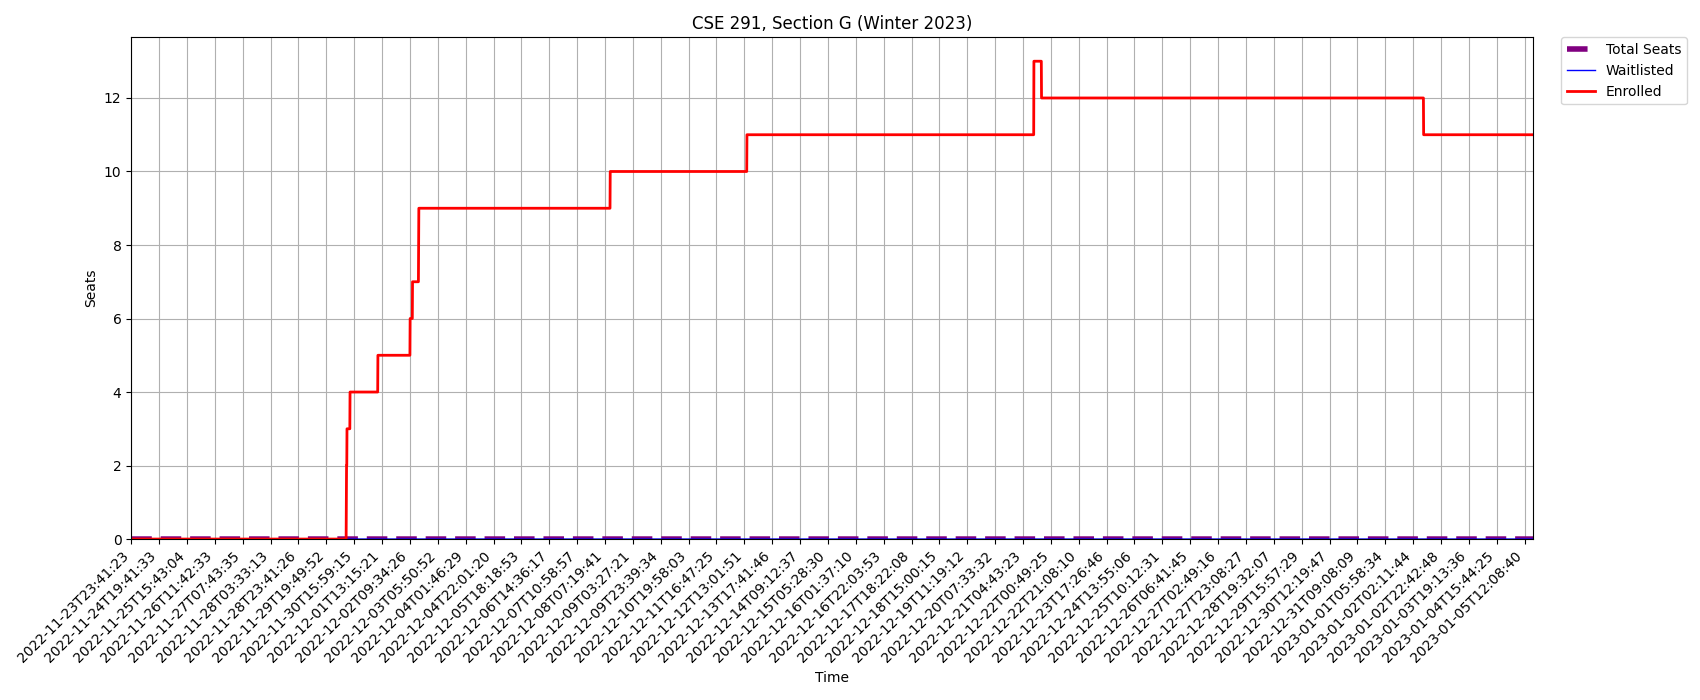 CSE 291, Section G (Winter 2023)
Total Seats
Waitlisted
Enrolled
12
10
8
6
4
2
0
Seats
2022-11-23T23:41:23
2022-11-24T19:41:33
2022-11-25T15:43:04
2022-11-26T11:42:33
2022-11-27T07:43:35
2022-11-28T03:33:13
2022-11-28T23:41:26
2022-11-29T19:49:52
2022-11-30T15:59:15
2022-12-01T13:15:21
2022-12-02T09:34:26
2022-12-03T05:50:52
2022-12-04T01:46:29
2022-12-04T22:01:20
2022-12-05T18:18:53
2022-12-06T14:36:17
2022-12-07T10:58:57
2022-12-08T07:19:41
2022-12-09T03:27:21
2022-12-09T23:39:34
2022-12-10T19:58:03
2022-12-11T16:47:25
2022-12-12T13:01:51
2022-12-13T17:41:46
2022-12-14T09:12:37
2022-12-15T05:28:30
2022-12-16T01:37:10
2022-12-16T22:03:53
2022-12-17T18:22:08
2022-12-18T15:00:15
2022-12-19T11:19:12
2022-12-20T07:33:32
2022-12-21T04:43:23
2022-12-22T00:49:25
2022-12-22T21:08:10
2022-12-23T17:26:46
2022-12-24T13:55:06
2022-12-25T10:12:31
2022-12-26T06:41:45
2022-12-27T02:49:16
2022-12-27T23:08:27
2022-12-28T19:32:07
2022-12-29T15:57:29
2022-12-30T12:19:47
2022-12-31T09:08:09
2023-01-01T05:58:34
2023-01-02T02:11:44
2023-01-02T22:42:48
2023-01-03T19:13:36
2023-01-04T15:44:25
2023-01-05T12:08:40
Time